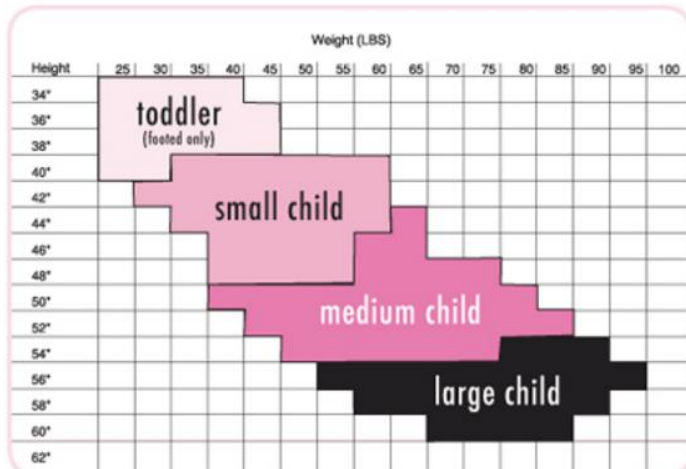 Weight (LBS)
Height 25 30 35 40 45 50 55 60 65 70 75 80 85 90 95 100
34"
36"
38"
40"
42"
44"
46"
48"
50"
52"
54"
56"
58"
60"
62"
toddler
(footed only)
small child
medium child
large child